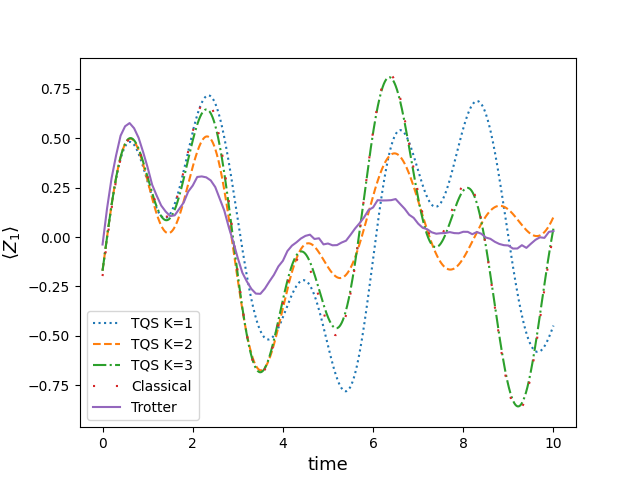 0.75
0.50
0.25
0.00
−0.25
−0.50
−0.75
⟨Z₁⟩
TQS K=1
TQS K=2
TQS K=3
Classical
Trotter
0 2 4 6 8 10
time